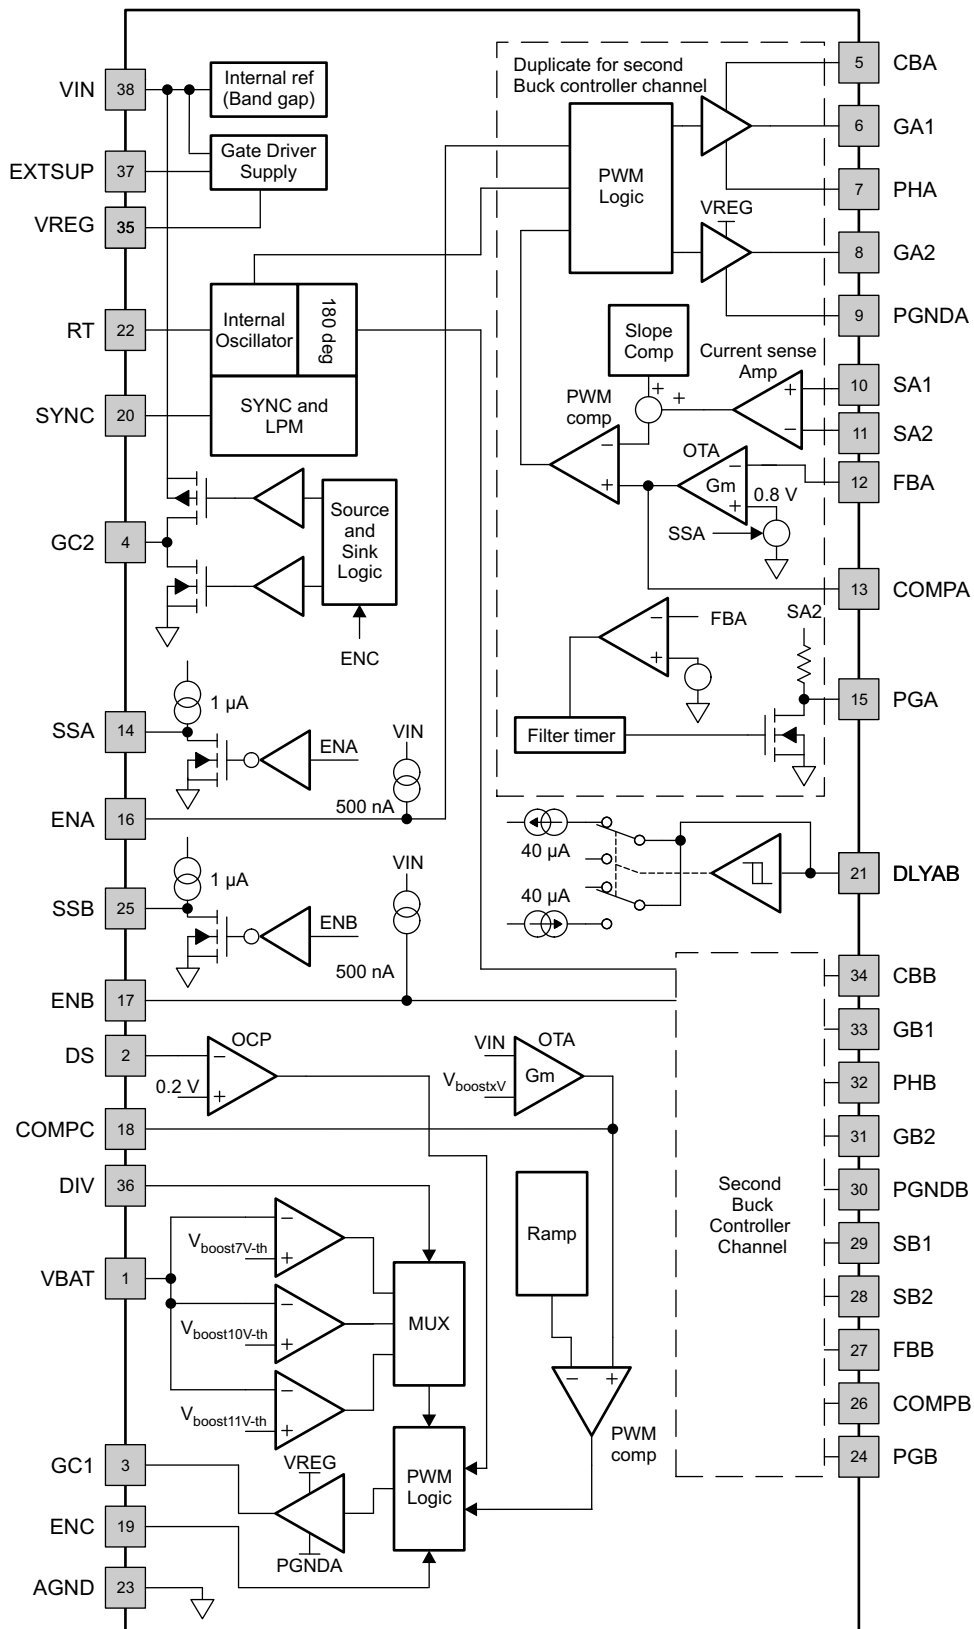 VIN
38
Internal ref
(Band gap)
EXTSUP
37
Gate Driver
Supply
VREG
35
RT
22
Internal
Oscillator
180 deg
SYNC
20
SYNC and
LPM
GC2
4
Source
and
Sink
Logic
ENC
SSA
14
1 µA
ENA
VIN
500 nA
ENA
16
SSB
25
1 µA
ENB
VIN
500 nA
ENB
17
DS
2
OCP
−
0.2 V
+
VIN
OTA
Gm
VboostxV
COMPC
18
DIV
36
VBAT
1
−
Vboost7V-th
+
−
Vboost10V-th
+
−
Vboost11V-th
+
MUX
Ramp
−
+
PWM
comp
GC1
3
VREG
PGNDA
PWM
Logic
ENC
19
AGND
23
Duplicate for second
Buck controller channel
PWM
Logic
VREG
5
CBA
6
GA1
7
PHA
8
GA2
9
PGNDA
Slope
Comp
Current sense
Amp
+
+
+
−
10
SA1
11
SA2
PWM
comp
−
+
OTA
Gm
−
+
0.8 V
SSA
12
FBA
13
COMPA
−
+
FBA
SA2
15
PGA
Filter timer
40 µA
40 µA
21
DLYAB
Second
Buck
Controller
Channel
34
CBB
33
GB1
32
PHB
31
GB2
30
PGNDB
29
SB1
28
SB2
27
FBB
26
COMPB
24
PGB